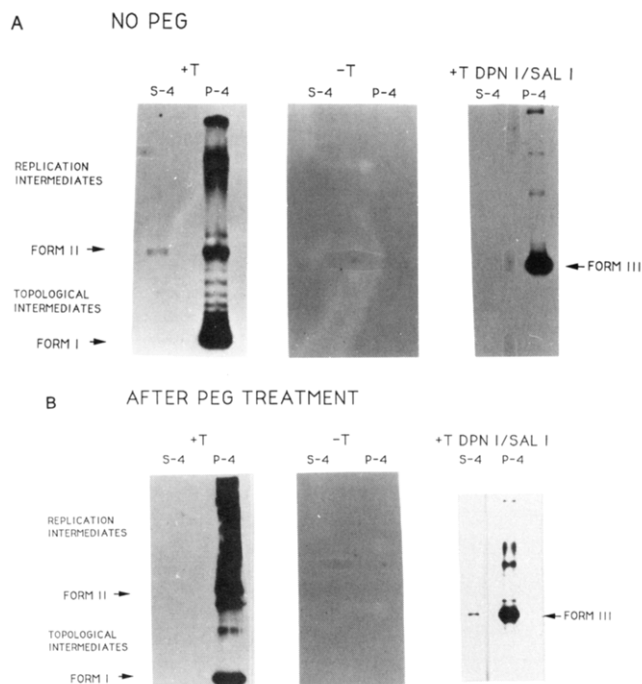 A NO PEG
+T -T +T DPN I/SAL I
S-4 P-4 S-4 P-4 S-4 P-4
REPLICATION
INTERMEDIATES
FORM II
FORM III
TOPOLOGICAL
INTERMEDIATES
FORM I
B AFTER PEG TREATMENT
+T -T +T DPN I/SAL I
S-4 P-4 S-4 P-4 S-4 P-4
REPLICATION
INTERMEDIATES
FORM II
FORM III
TOPOLOGICAL
INTERMEDIATES
FORM I